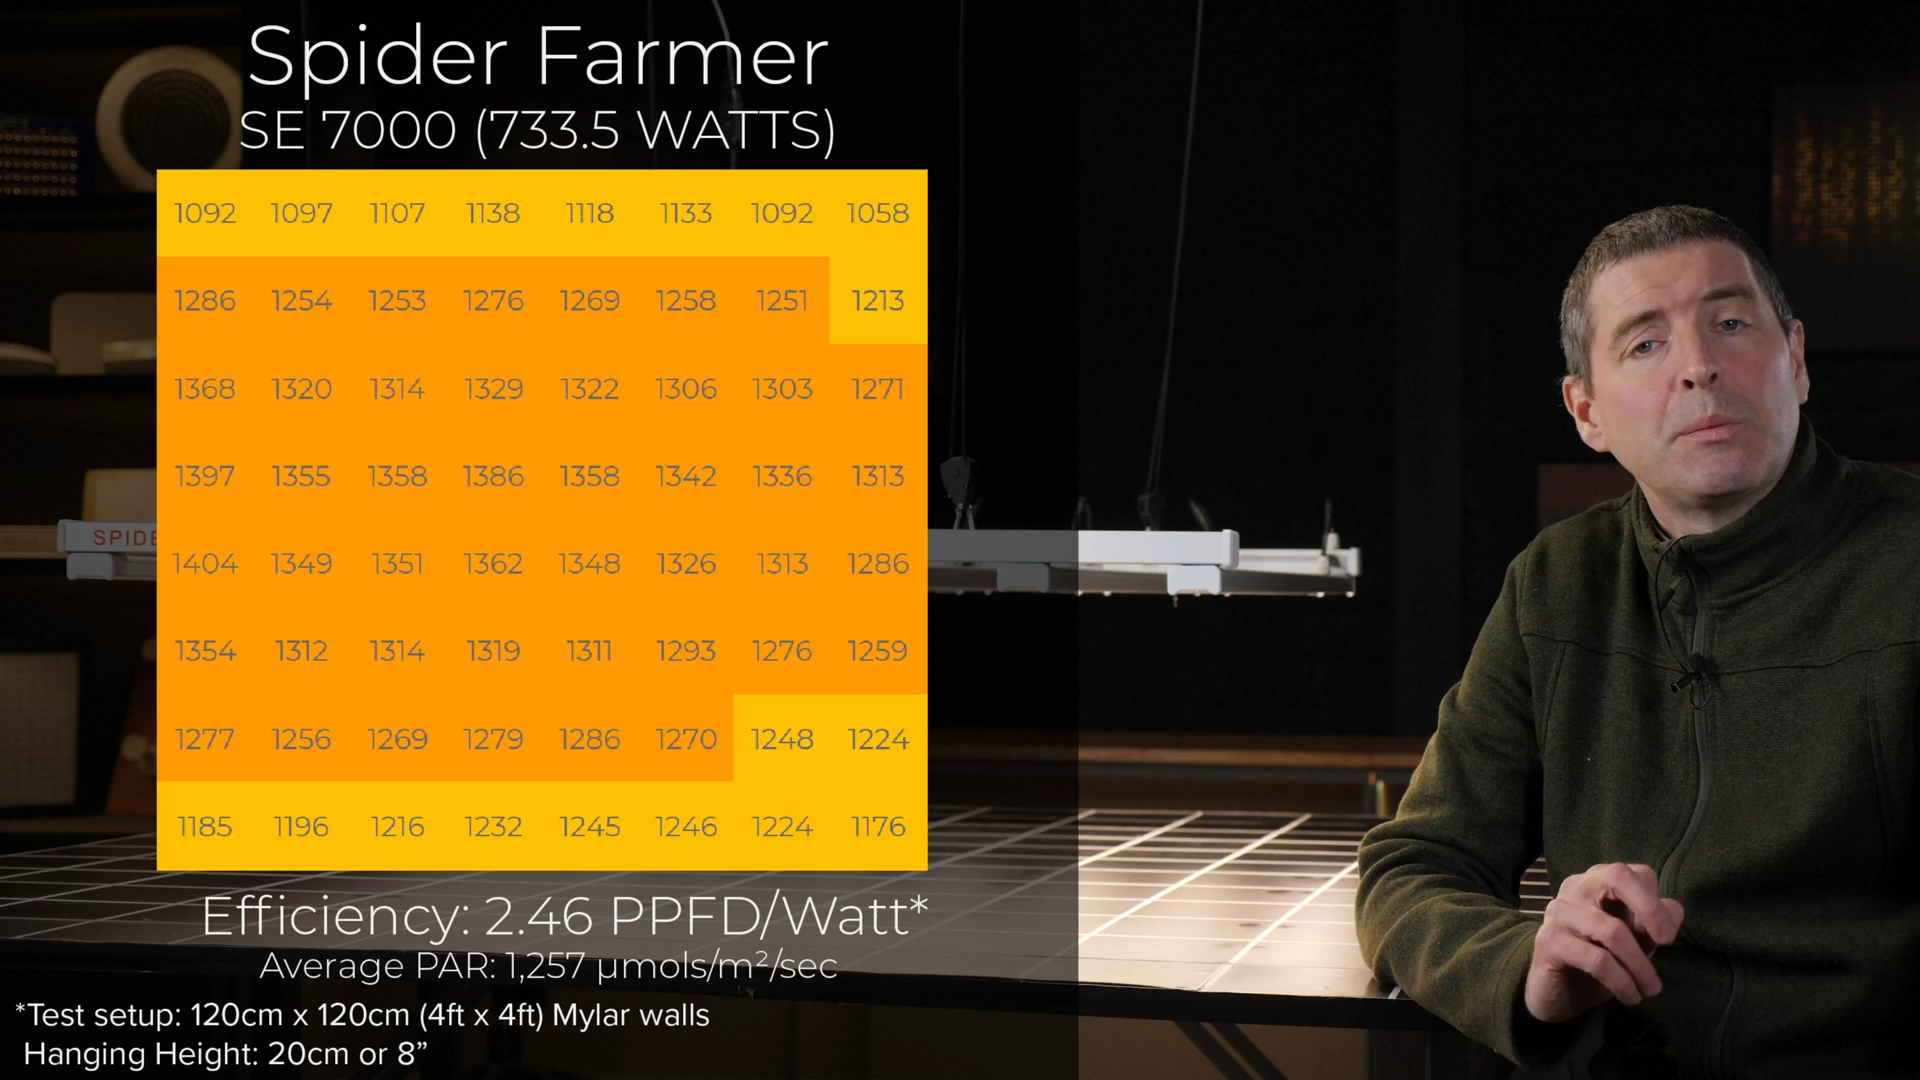 Spider Farmer
SE 7000 (733.5 WATTS)
1092 1097 1107 1138 1118 1133 1092 1058
1286 1254 1253 1276 1269 1258 1251 1213
1368 1320 1314 1329 1322 1306 1303 1271
1397 1355 1358 1386 1358 1342 1336 1313
SPIDE
1404 1349 1351 1362 1348 1326 1313 1286
1354 1312 1314 1319 1311 1293 1276 1259
1277 1256 1269 1279 1286 1270 1248 1224
1185 1196 1216 1232 1245 1246 1224 1176
Efficiency: 2.46 PPFD/Watt*
Average PAR: 1,257 μmols/m²/sec
*Test setup: 120cm x 120cm (4ft x 4ft) Mylar walls
Hanging Height: 20cm or 8”